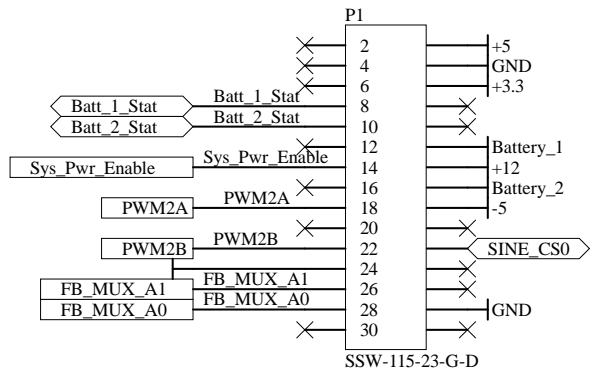 P1
2 +5
4 GND
6 +3.3
Batt_1_Stat Batt_1_Stat 8
Batt_2_Stat Batt_2_Stat 10
12 Battery_1
Sys_Pwr_Enable Sys_Pwr_Enable 14 +12
16 Battery_2
PWM2A PWM2A 18 -5
20
PWM2B PWM2B 22 SINE_CS0
24
FB_MUX_A1 FB_MUX_A1 26
FB_MUX_A0 FB_MUX_A0 28 GND
30
SSW-115-23-G-D